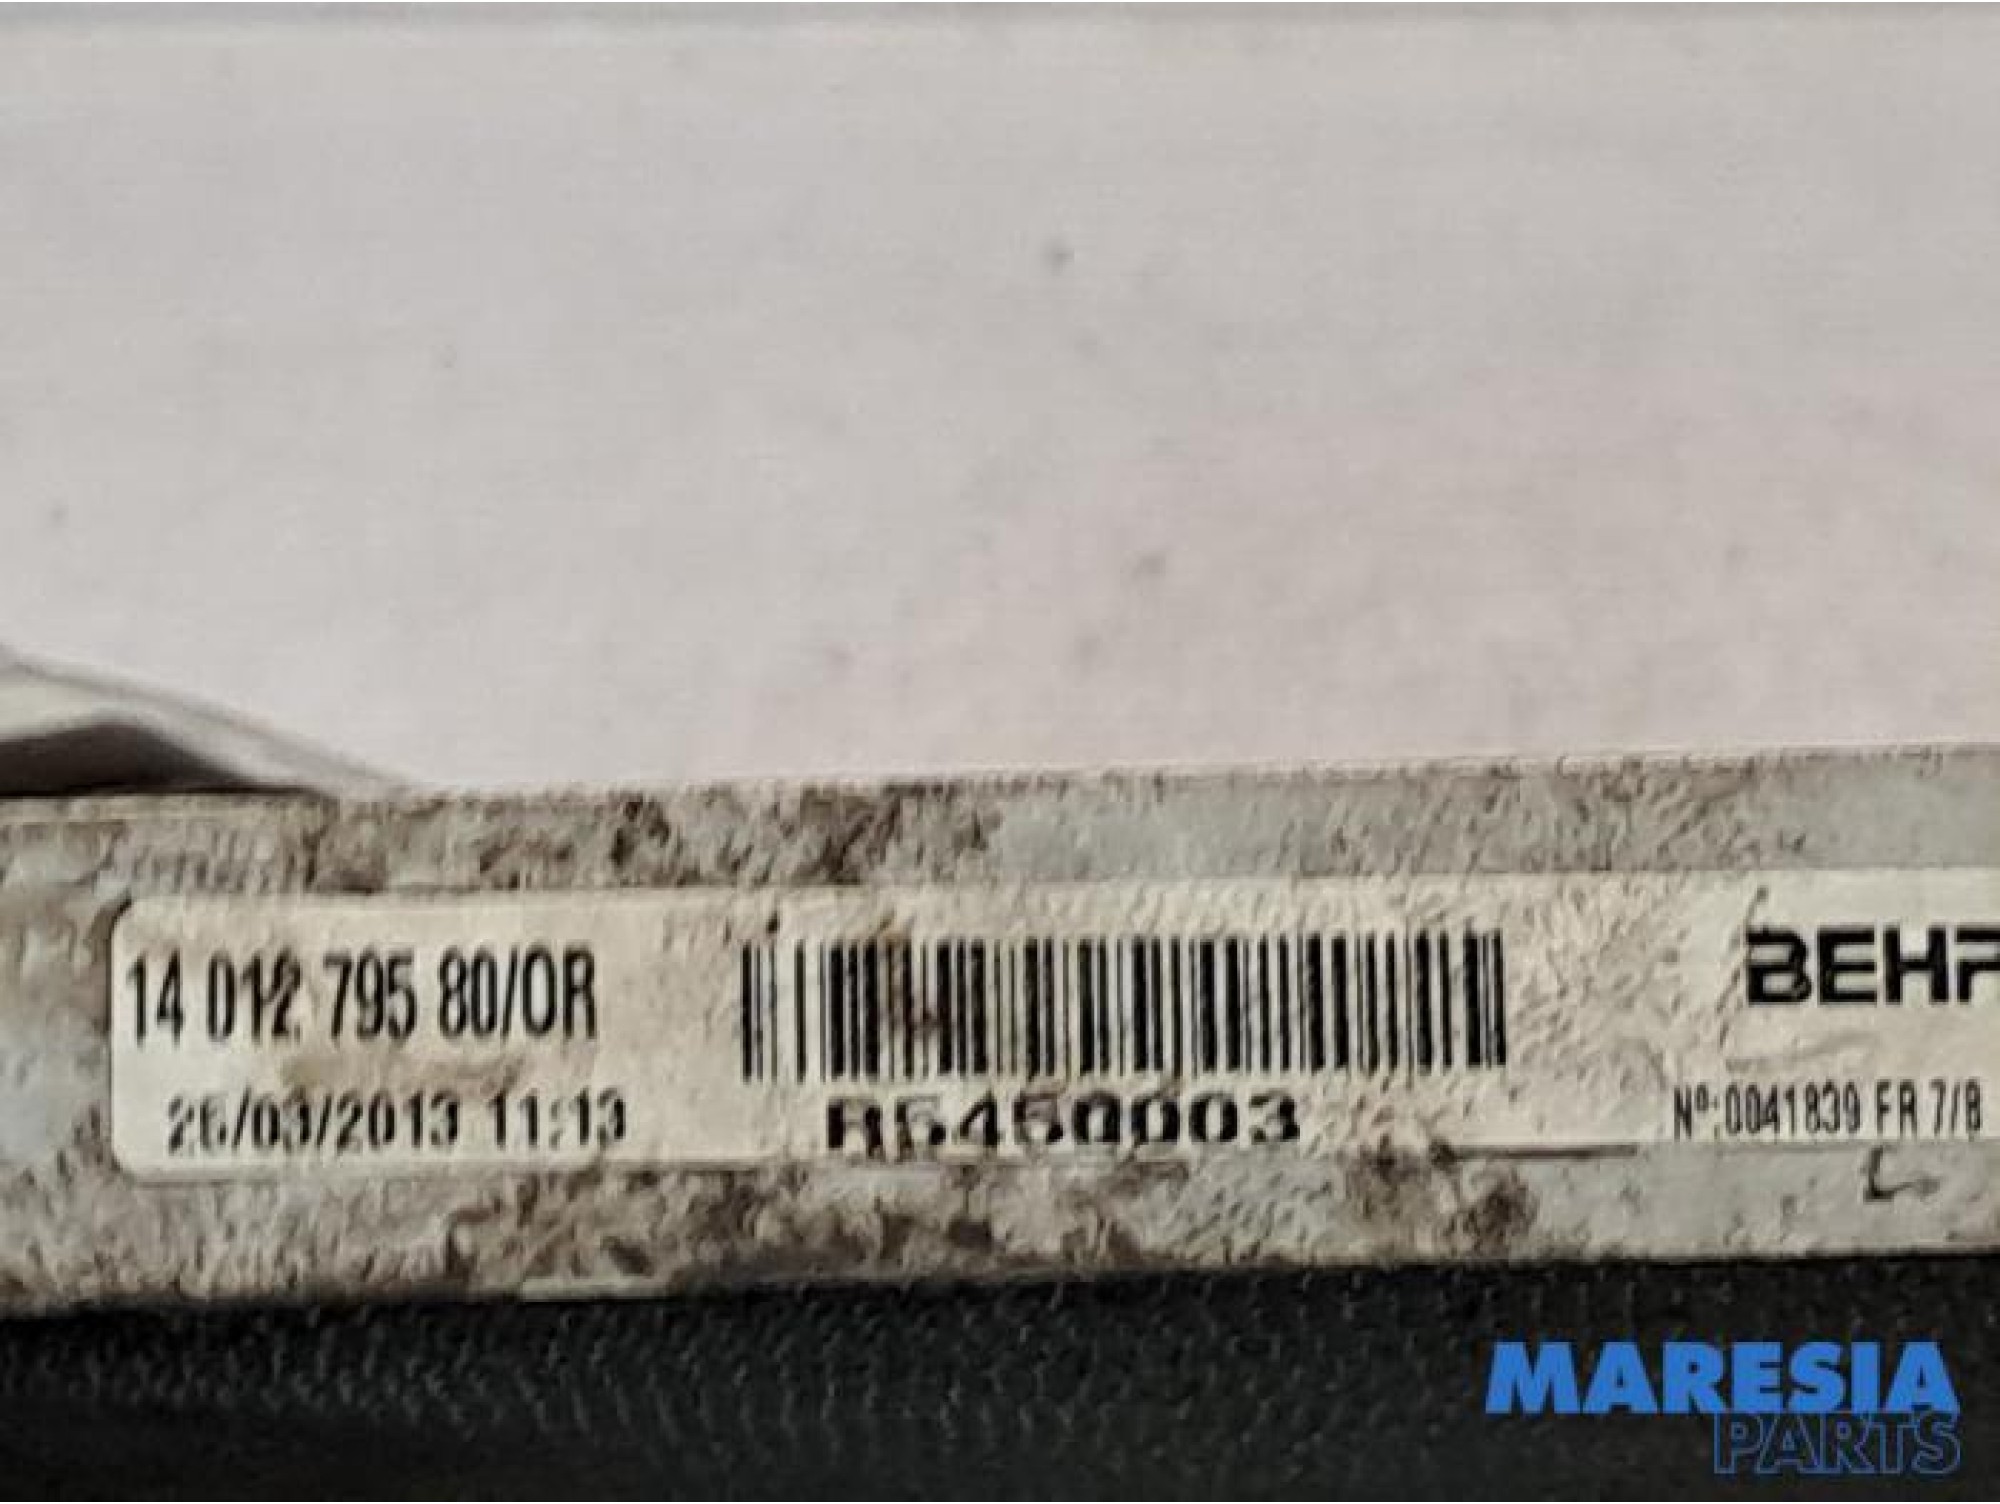 14 012 795 80/OR
26/03/2013 11:13
R5450003
BEHR
Nº:0041839 FR 7/8
MARESIA
PARTS